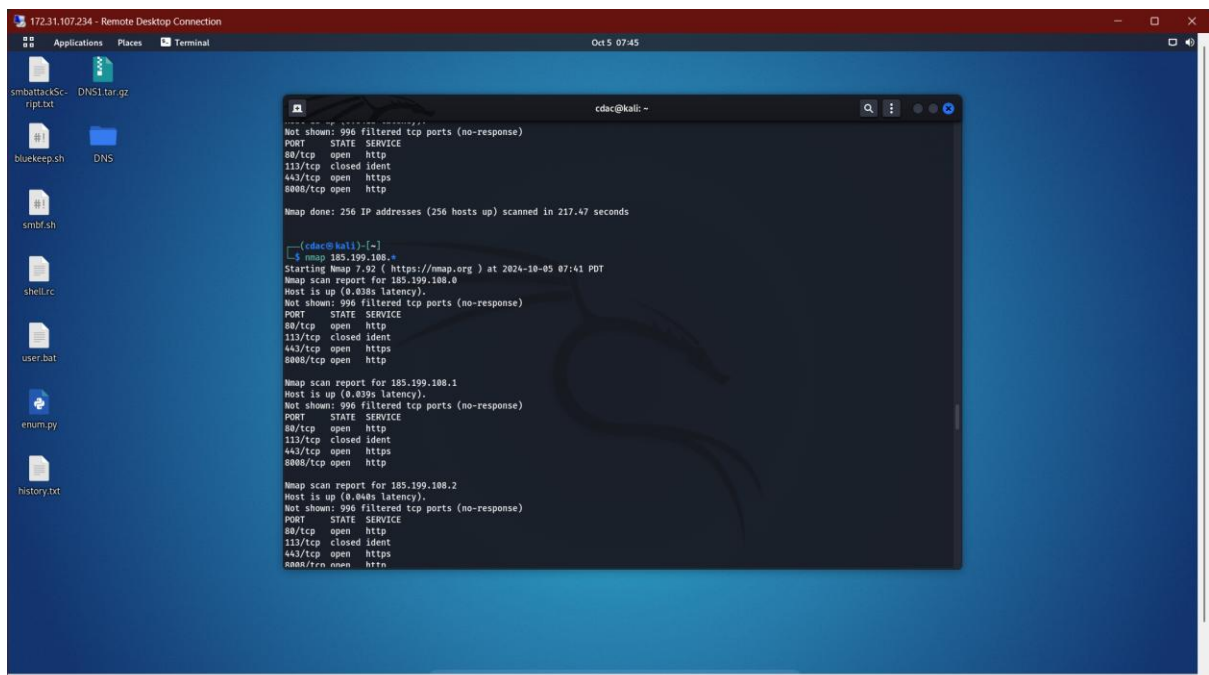 172.31.107.234 - Remote Desktop Connection
Applications Places Terminal Oct 5 07:45
smbattackSc-
ript.txt
DNS1.tar.gz
bluekeep.sh
DNS
smbf.sh
shell.rc
user.bat
enum.py
history.txt
cdac@kali: ~
Not shown: 996 filtered tcp ports (no-response)
PORT STATE SERVICE
80/tcp open http
113/tcp closed ident
443/tcp open https
8008/tcp open http
Nmap done: 256 IP addresses (256 hosts up) scanned in 217.47 seconds
┌──(cdac㉿kali)-[~]
└─$ nmap 185.199.108.*
Starting Nmap 7.92 ( https://nmap.org ) at 2024-10-05 07:41 PDT
Nmap scan report for 185.199.108.0
Host is up (0.038s latency).
Not shown: 996 filtered tcp ports (no-response)
PORT STATE SERVICE
80/tcp open http
113/tcp closed ident
443/tcp open https
8008/tcp open http
Nmap scan report for 185.199.108.1
Host is up (0.039s latency).
Not shown: 996 filtered tcp ports (no-response)
PORT STATE SERVICE
80/tcp open http
113/tcp closed ident
443/tcp open https
8008/tcp open http
Nmap scan report for 185.199.108.2
Host is up (0.040s latency).
Not shown: 996 filtered tcp ports (no-response)
PORT STATE SERVICE
80/tcp open http
113/tcp closed ident
443/tcp open https
8008/tcp open http